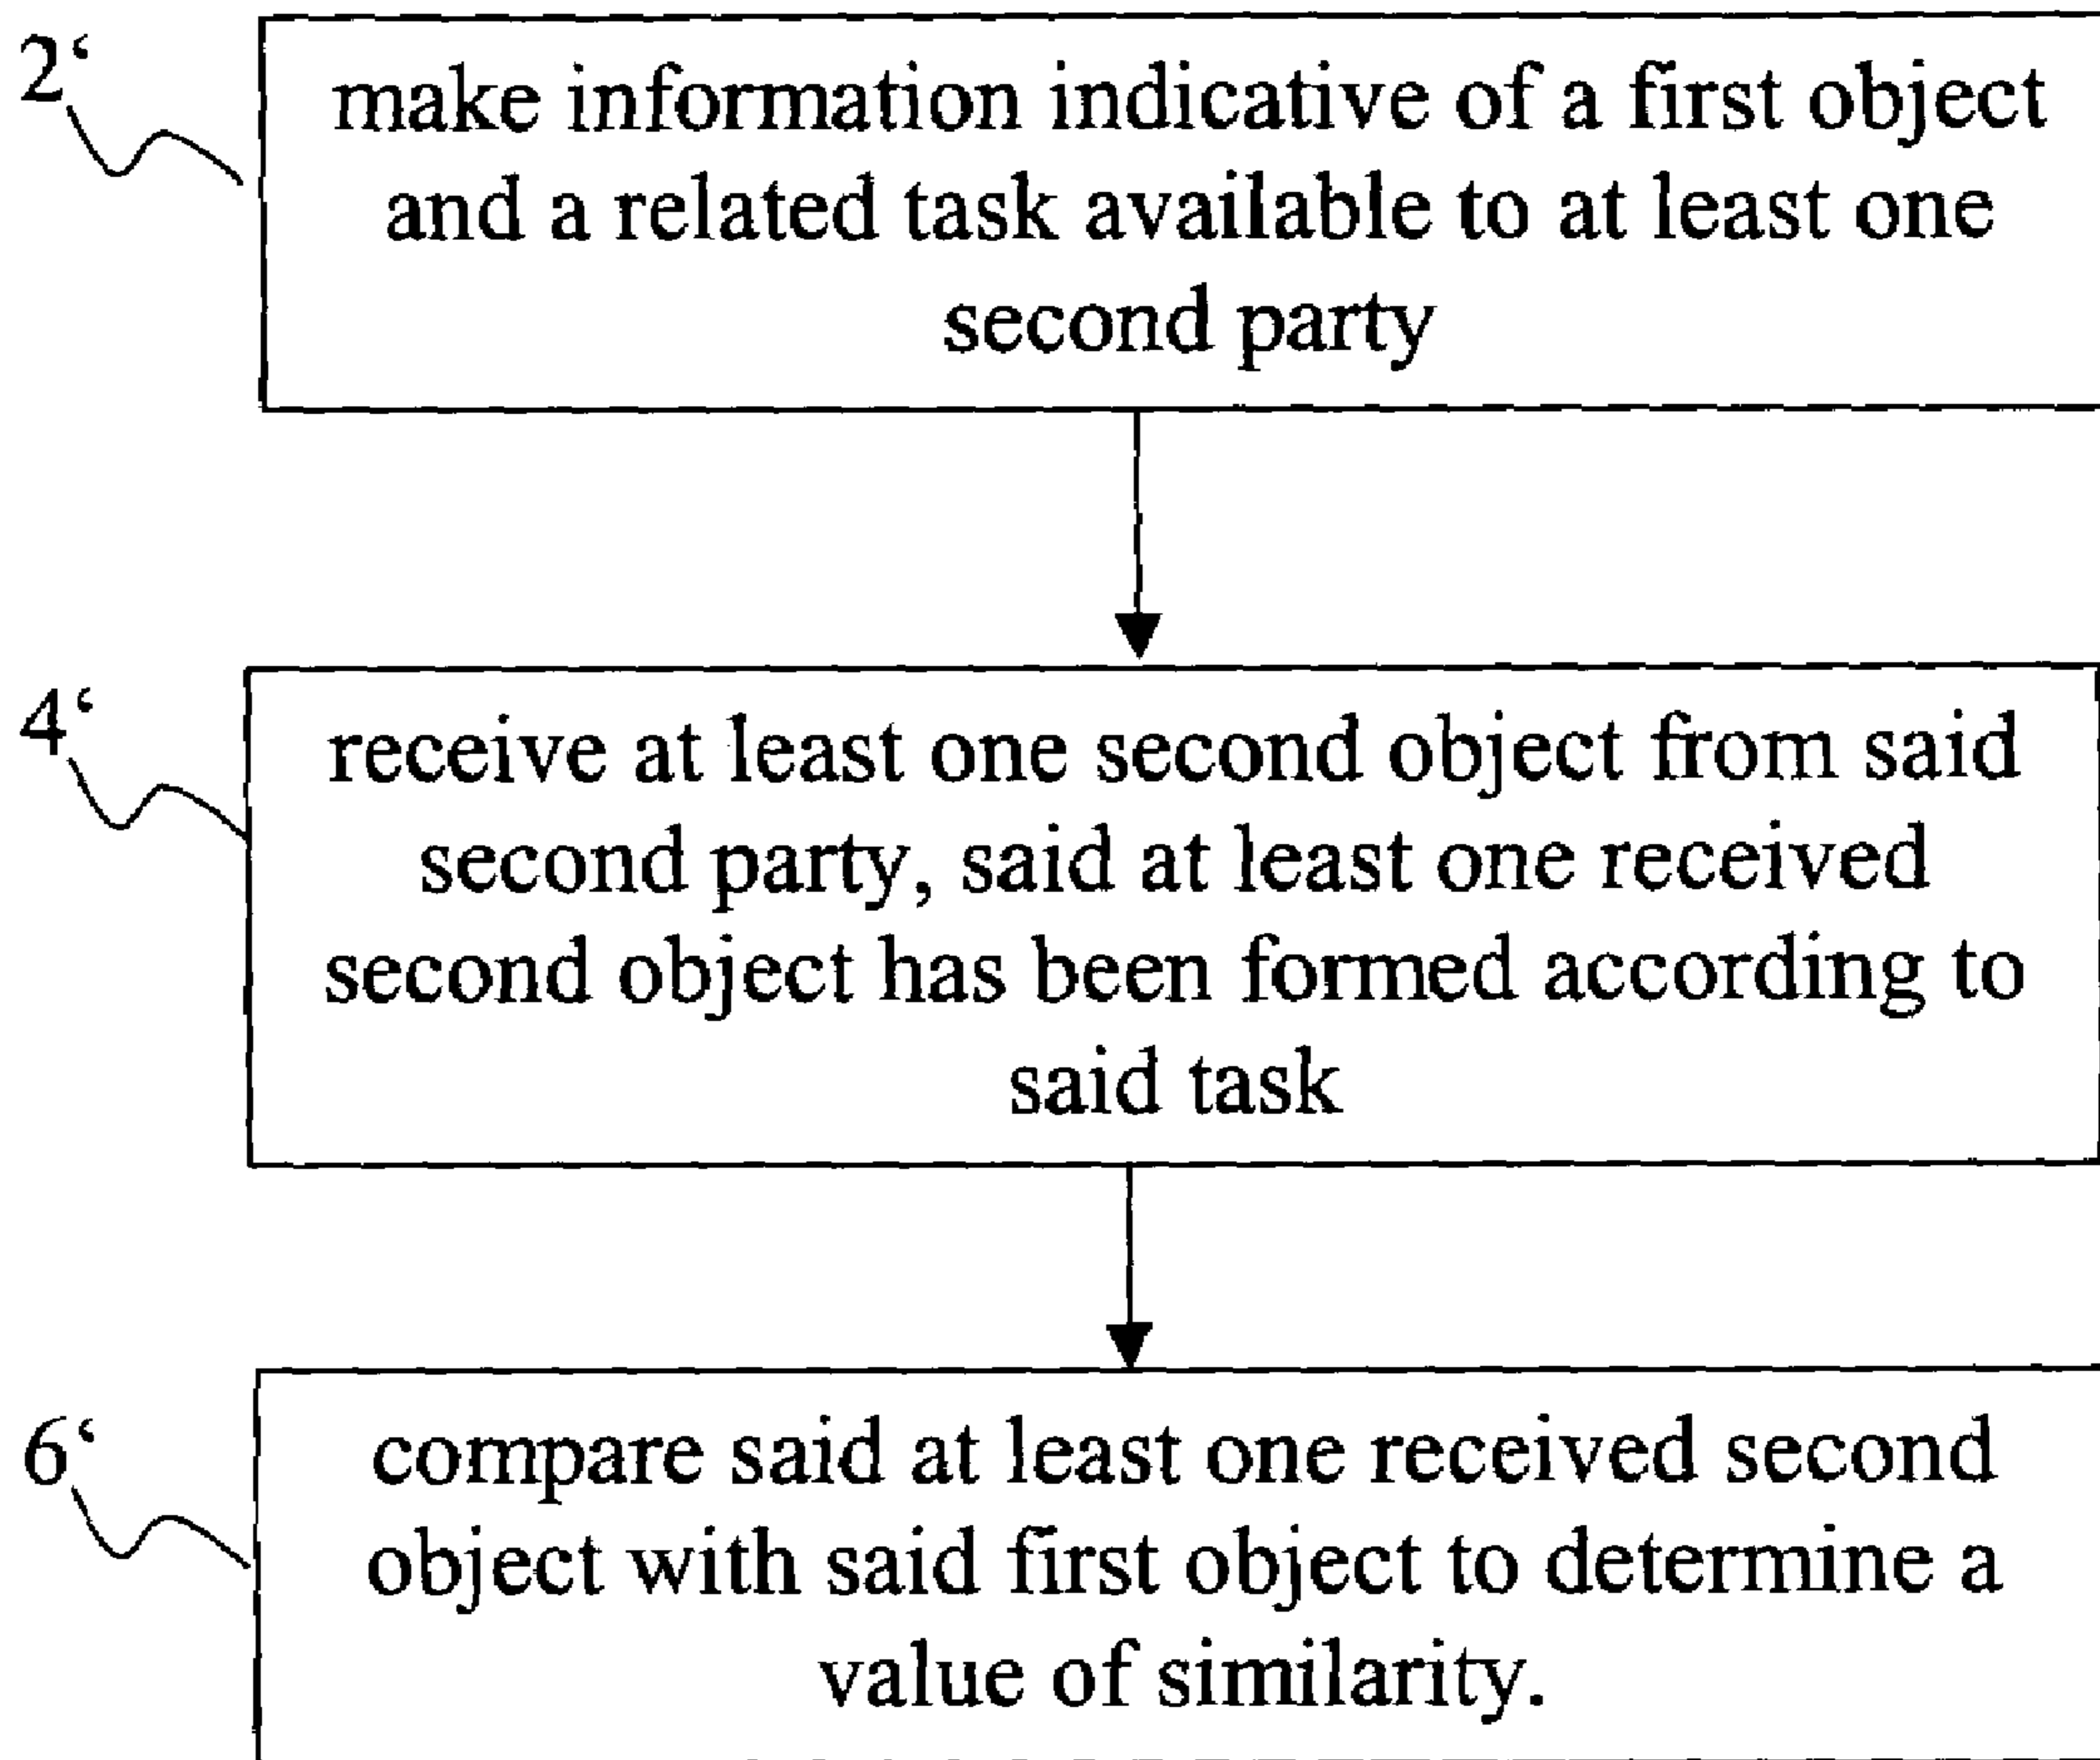 2‘
make information indicative of a first object
and a related task available to at least one
second party
4‘
receive at least one second object from said
second party, said at least one received
second object has been formed according to
said task
6‘
compare said at least one received second
object with said first object to determine a
value of similarity.